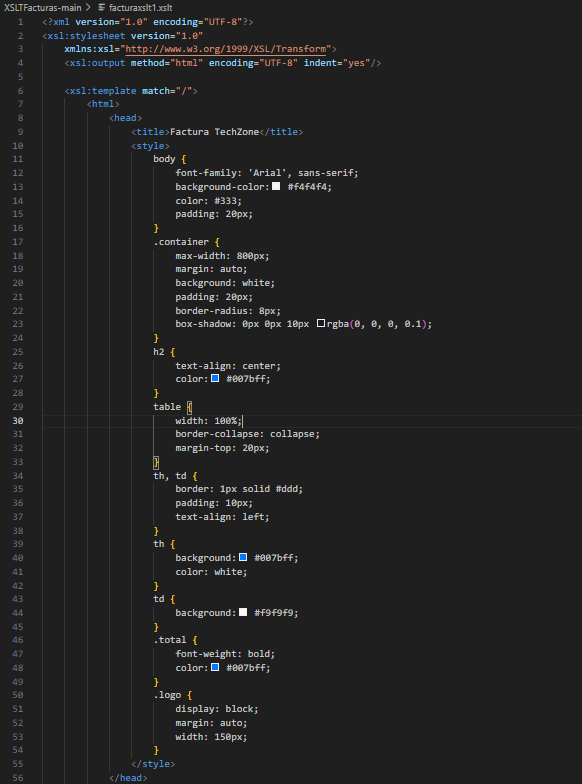 XSLTFacturas-main > facturaxslt1.xslt
1 <?xml version="1.0" encoding="UTF-8"?>
2 <xsl:stylesheet version="1.0"
3 xmlns:xsl="http://www.w3.org/1999/XSL/Transform">
4 <xsl:output method="html" encoding="UTF-8" indent="yes"/>
5
6 <xsl:template match="/">
7 <html>
8 <head>
9 <title>Factura TechZone</title>
10 <style>
11 body {
12 font-family: 'Arial', sans-serif;
13 background-color: #f4f4f4;
14 color: #333;
15 padding: 20px;
16 }
17 .container {
18 max-width: 800px;
19 margin: auto;
20 background: white;
21 padding: 20px;
22 border-radius: 8px;
23 box-shadow: 0px 0px 10px rgba(0, 0, 0, 0.1);
24 }
25 h2 {
26 text-align: center;
27 color: #007bff;
28 }
29 table {
30 width: 100%;
31 border-collapse: collapse;
32 margin-top: 20px;
33 }
34 th, td {
35 border: 1px solid #ddd;
36 padding: 10px;
37 text-align: left;
38 }
39 th {
40 background: #007bff;
41 color: white;
42 }
43 td {
44 background: #f9f9f9;
45 }
46 .total {
47 font-weight: bold;
48 color: #007bff;
49 }
50 .logo {
51 display: block;
52 margin: auto;
53 width: 150px;
54 }
55 </style>
56 </head>